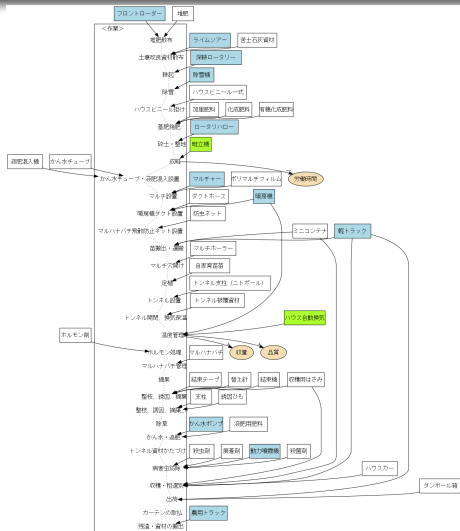 フロントローダー 堆肥
＜作業＞
堆肥散布 ライムソアー 苦土石灰資材
土壌改良資材散布 深耕ロータリー
耕起 除雪機
除雪 ハウスビニール一式
ハウスビニール掛け 加里肥料 化成肥料 有機化成肥料
基肥施肥 ロータリハロー
砕土・整地 畦立機
成畦
液肥混入機 かん水チューブ
かん水チューブ・液肥混入設置 マルチャー ポリマルチフィルム 労働時間
マルチ設置 ダクトホース 暖房機
暖房機ダクト設置 防虫ネット
マルハナバチ飛散防止ネット設置 ミニコンテナ 軽トラック
苗搬出・運搬 マルチホーラー
マルチ穴開け 自家育苗苗
定植 トンネル支柱（ニトポール）
トンネル設置 トンネル被覆資材
トンネル開閉、換気保温 ハウス自動換気
温度管理
ホルモン剤
ホルモン処理 マルハナバチ 収量 品質
マルハナバチ管理
摘果 結束テープ 替え針 結束機 収穫用はさみ
整枝、誘因、摘葉 支柱 誘因ひも
整枝、誘因、摘果
除草 かん水ポンプ 液肥用肥料
かん水・追肥
トンネル資材かたづけ 殺虫剤 展着剤 動力噴霧機 殺菌剤
病害虫防除
ハウスカー
収穫・粗選別
ダンボール箱
出荷
カーテンの取払 農用トラック
残渣・資材の搬出